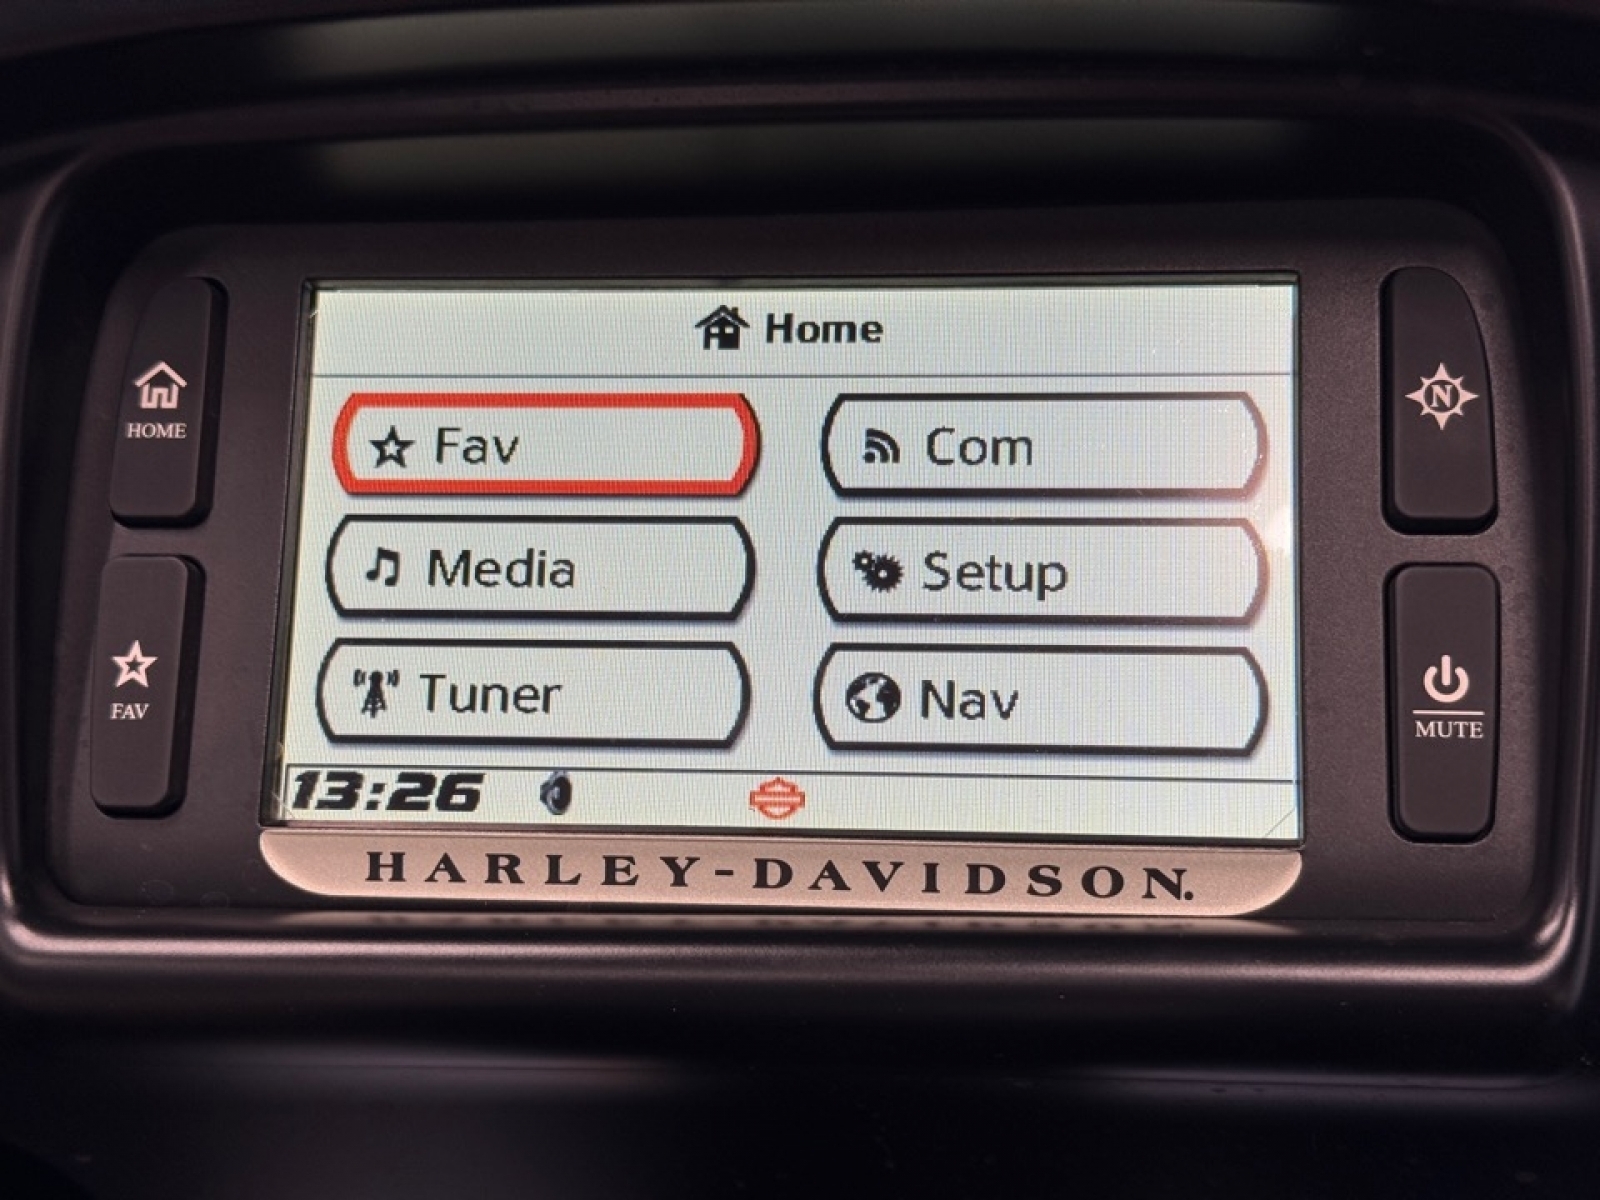 Home
Fav
Com
Media
Setup
Tuner
Nav
13:26
HARLEY-DAVIDSON.
HOME
FAV
N
MUTE